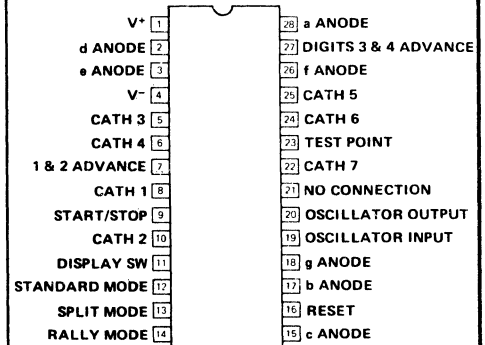 V+ 1 28 a ANODE
d ANODE 2 27 DIGITS 3 & 4 ADVANCE
e ANODE 3 26 f ANODE
V− 4 25 CATH 5
CATH 3 5 24 CATH 6
CATH 4 6 23 TEST POINT
1 & 2 ADVANCE 7 22 CATH 7
CATH 1 8 21 NO CONNECTION
START/STOP 9 20 OSCILLATOR OUTPUT
CATH 2 10 19 OSCILLATOR INPUT
DISPLAY SW 11 18 g ANODE
STANDARD MODE 12 17 b ANODE
SPLIT MODE 13 16 RESET
RALLY MODE 14 15 c ANODE